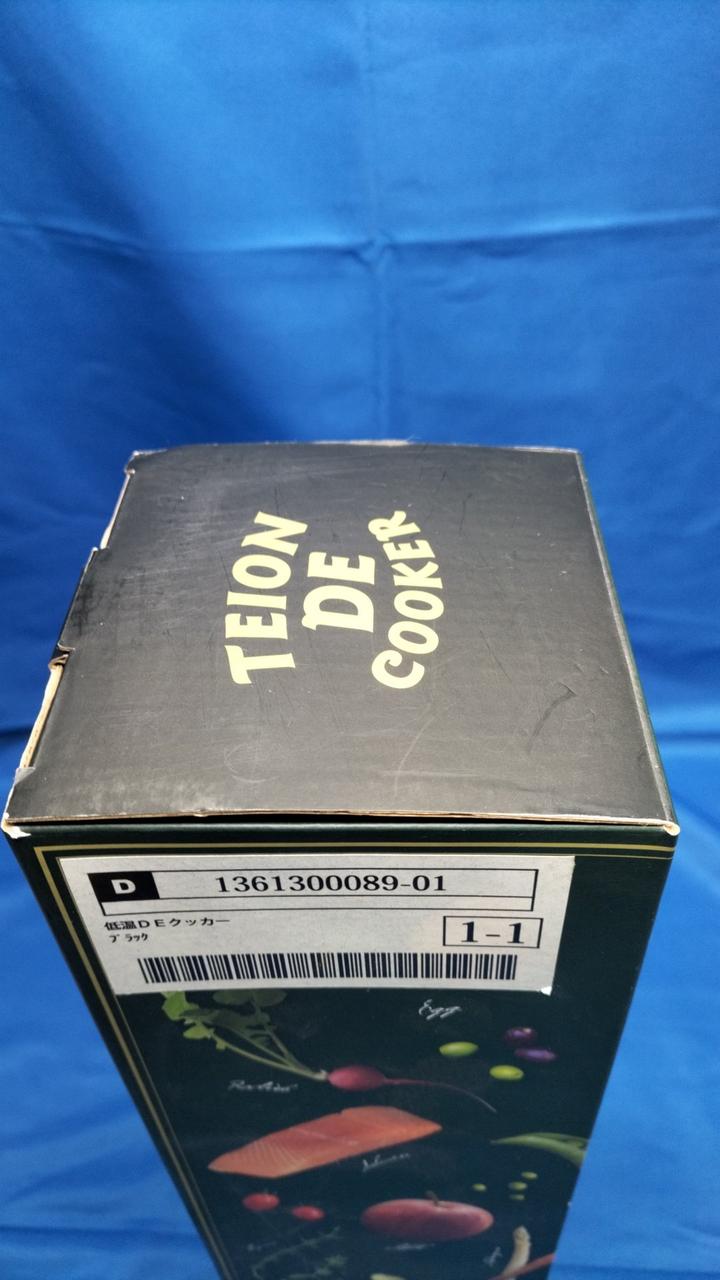 TEION
DE
COOKER
D 1361300089-01
低温DEクッカー
ブラック
1-1
Egg